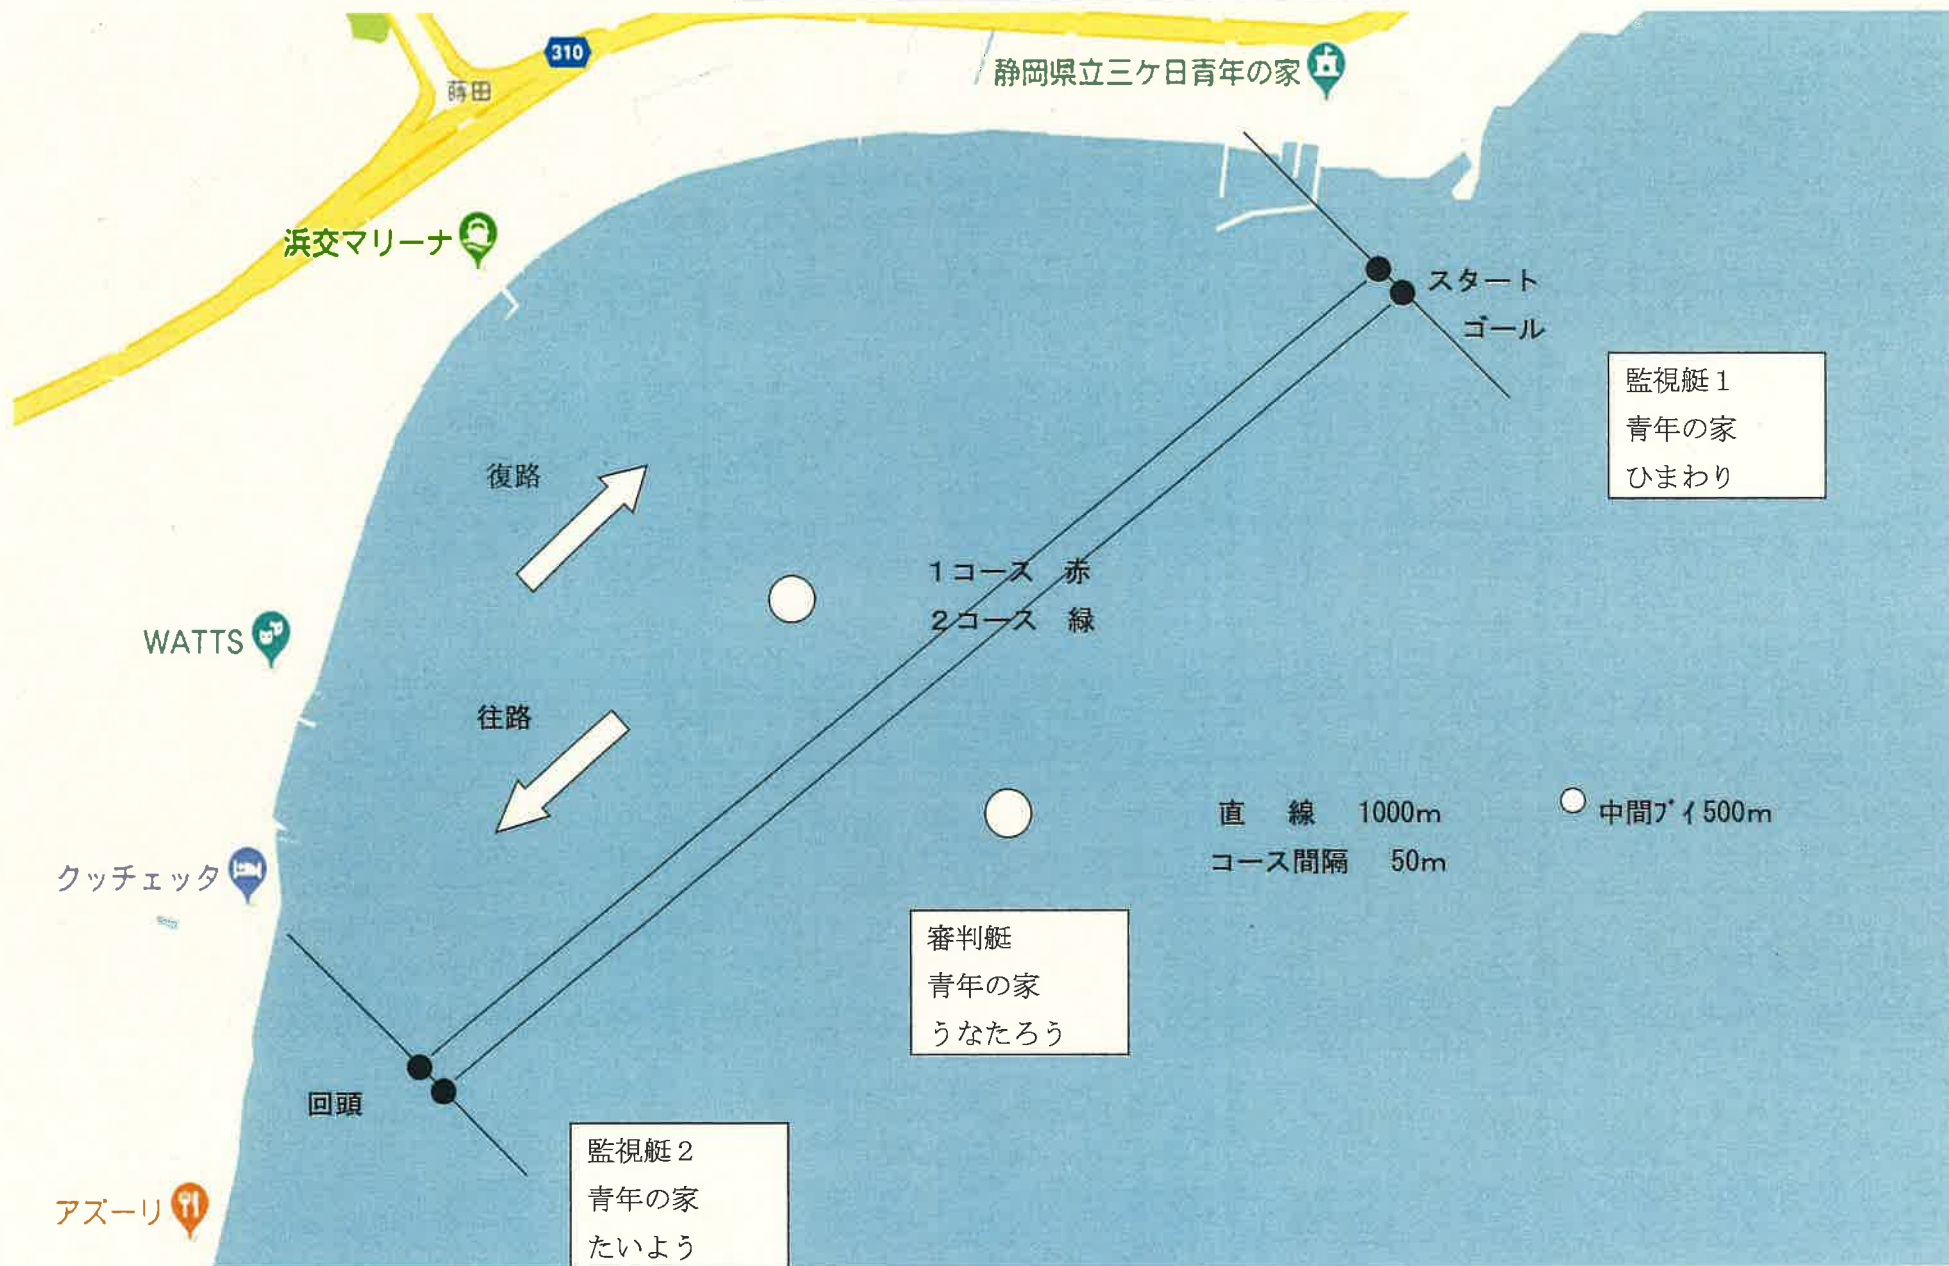 310
蒔田
静岡県立三ケ日青年の家
浜交マリーナ
スタート
ゴール
監視艇1
青年の家
ひまわり
復路
1コース 赤
2コース 緑
WATTS
往路
直 線 1000m
コース間隔 50m
中間ブイ500m
クッチェッタ
審判艇
青年の家
うなたろう
回頭
監視艇2
青年の家
たいよう
アズーリ